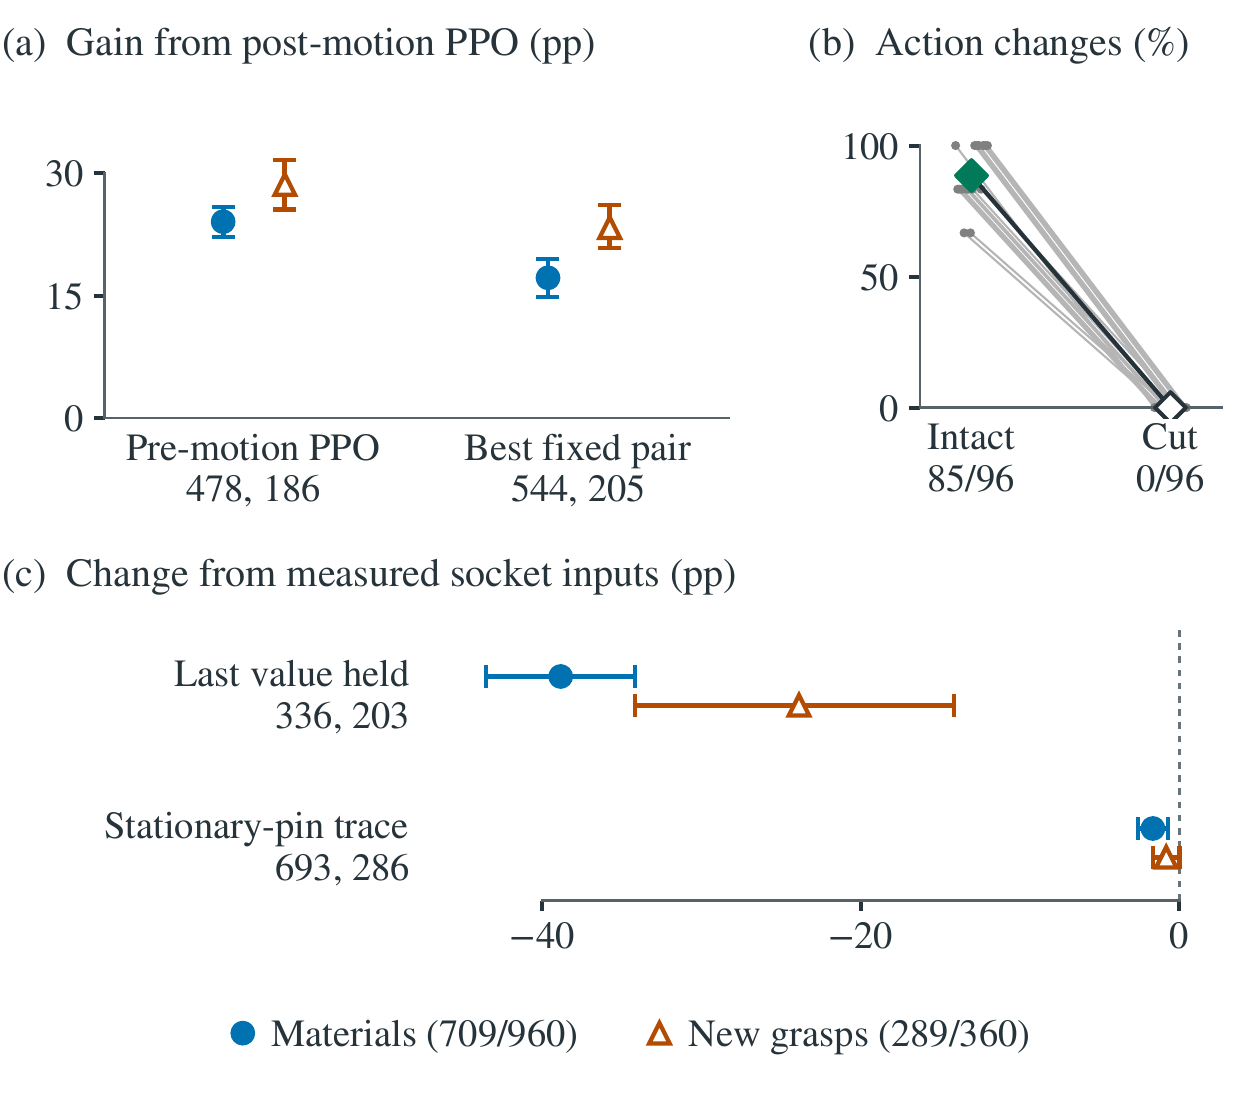 (a) Gain from post-motion PPO (pp)
30
15
0
Pre-motion PPO
478, 186
Best fixed pair
544, 205
(b) Action changes (%)
100
50
0
Intact
85/96
Cut
0/96
(c) Change from measured socket inputs (pp)
Last value held
336, 203
Stationary-pin trace
693, 286
−40
−20
0
Materials (709/960)
New grasps (289/360)